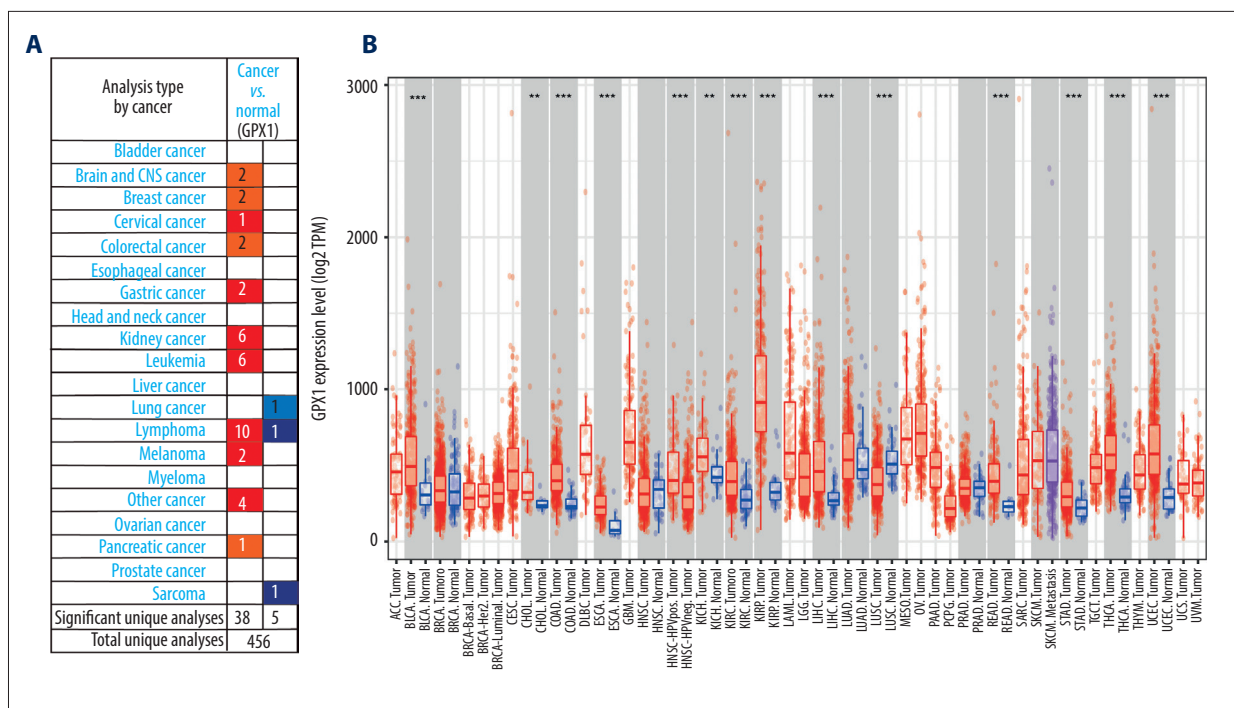 A
Analysis type
by cancer
Cancer
vs.
normal
(GPX1)
Bladder cancer
Brain and CNS cancer 2
Breast cancer 2
Cervical cancer 1
Colorectal cancer 2
Esophageal cancer
Gastric cancer 2
Head and neck cancer
Kidney cancer 6
Leukemia 6
Liver cancer
Lung cancer 1
Lymphoma 10 1
Melanoma 2
Myeloma
Other cancer 4
Ovarian cancer
Pancreatic cancer 1
Prostate cancer
Sarcoma 1
Significant unique analyses 38 5
Total unique analyses 456
B
GPX1 expression level (log2 TPM)
3000
2000
1000
0
*** ** *** *** *** ** *** *** *** *** *** *** *** ***
ACC. Tumor
BLCA. Tumor
BLCA. Normal
BRCA. Tumoro
BRCA. Normal
BRCA-Basal. Tumor
BRCA-Her2. Tumor
BRCA-Luminal. Tumor
CESC. Tumor
CHOL. Tumor
CHOL. Normal
COAD. Tumor
COAD. Normal
DLBC. Tumor
ESCA. Tumor
ESCA. Normal
GBM. Tumor
HNSC. Tumor
HNSC. Normal
HNSC-HPVpos. Tumor
HNSC-HPVneg. Tumor
KICH. Tumor
KICH. Normal
KIRC. Tumoro
KIRC. Normal
KIRP. Tumor
KIRP. Normal
LAML. Tumor
LGG. Tumor
LIHC. Tumor
LIHC. Normal
LUAD. Tumor
LUAD. Normal
LUSC. Tumor
LUSC. Normal
MESO. Tumor
OV. Tumor
PAAD. Tumor
PCPG. Tumor
PRAD. Tumor
PRAD. Normal
READ. Tumor
READ. Normal
SARC. Tumor
SKCM. Tumor
SKCM. Metastasis
STAD. Tumor
STAD. Normal
TGCT. Tumor
THCA. Tumor
THCA. Normal
THYM. Tumor
UCEC. Tumor
UCEC. Normal
UCS. Tumor
UVM. Tumor